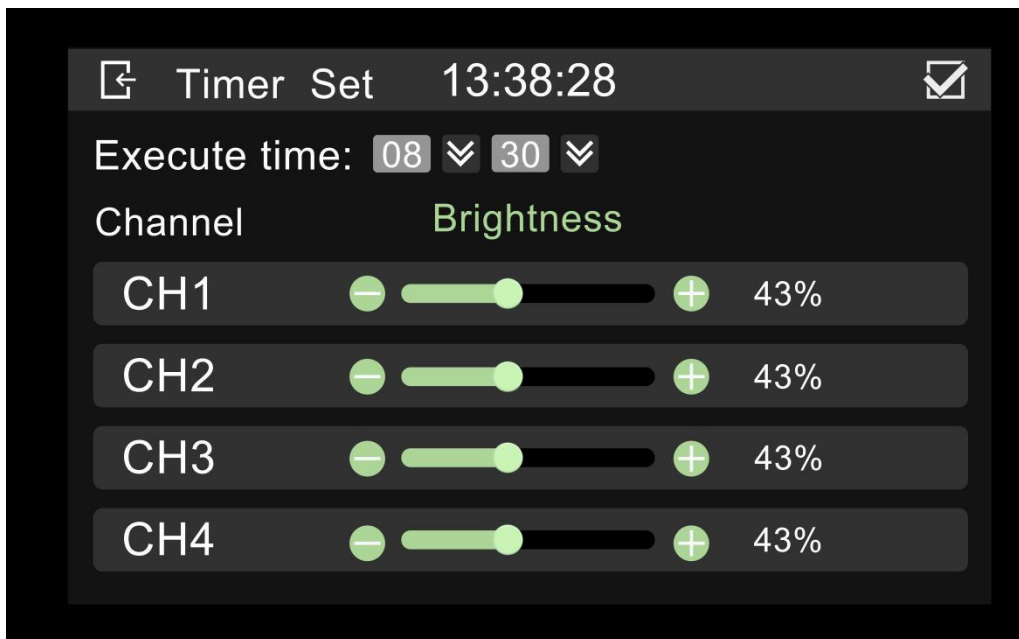 Timer Set 13:38:28
Execute time: 08 30
Channel Brightness
CH1 43%
CH2 43%
CH3 43%
CH4 43%